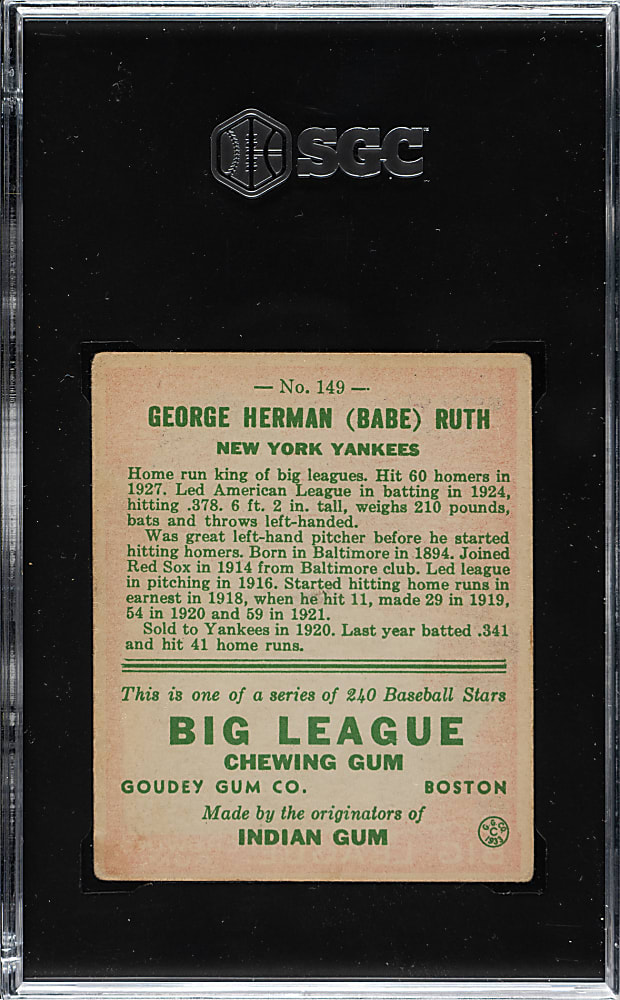 SGC
— No. 149 —
GEORGE HERMAN (BABE) RUTH
NEW YORK YANKEES
Home run king of big leagues. Hit 60 homers in
1927. Led American League in batting in 1924,
hitting .378. 6 ft. 2 in. tall, weighs 210 pounds,
bats and throws left-handed.
Was great left-hand pitcher before he started
hitting homers. Born in Baltimore in 1894. Joined
Red Sox in 1914 from Baltimore club. Led league
in pitching in 1916. Started hitting home runs in
earnest in 1918, when he hit 11, made 29 in 1919,
54 in 1920 and 59 in 1921.
Sold to Yankees in 1920. Last year batted .341
and hit 41 home runs.
This is one of a series of 240 Baseball Stars
BIG LEAGUE
CHEWING GUM
GOUDEY GUM CO. BOSTON
Made by the originators of
INDIAN GUM
G. G. CO.
C
1933